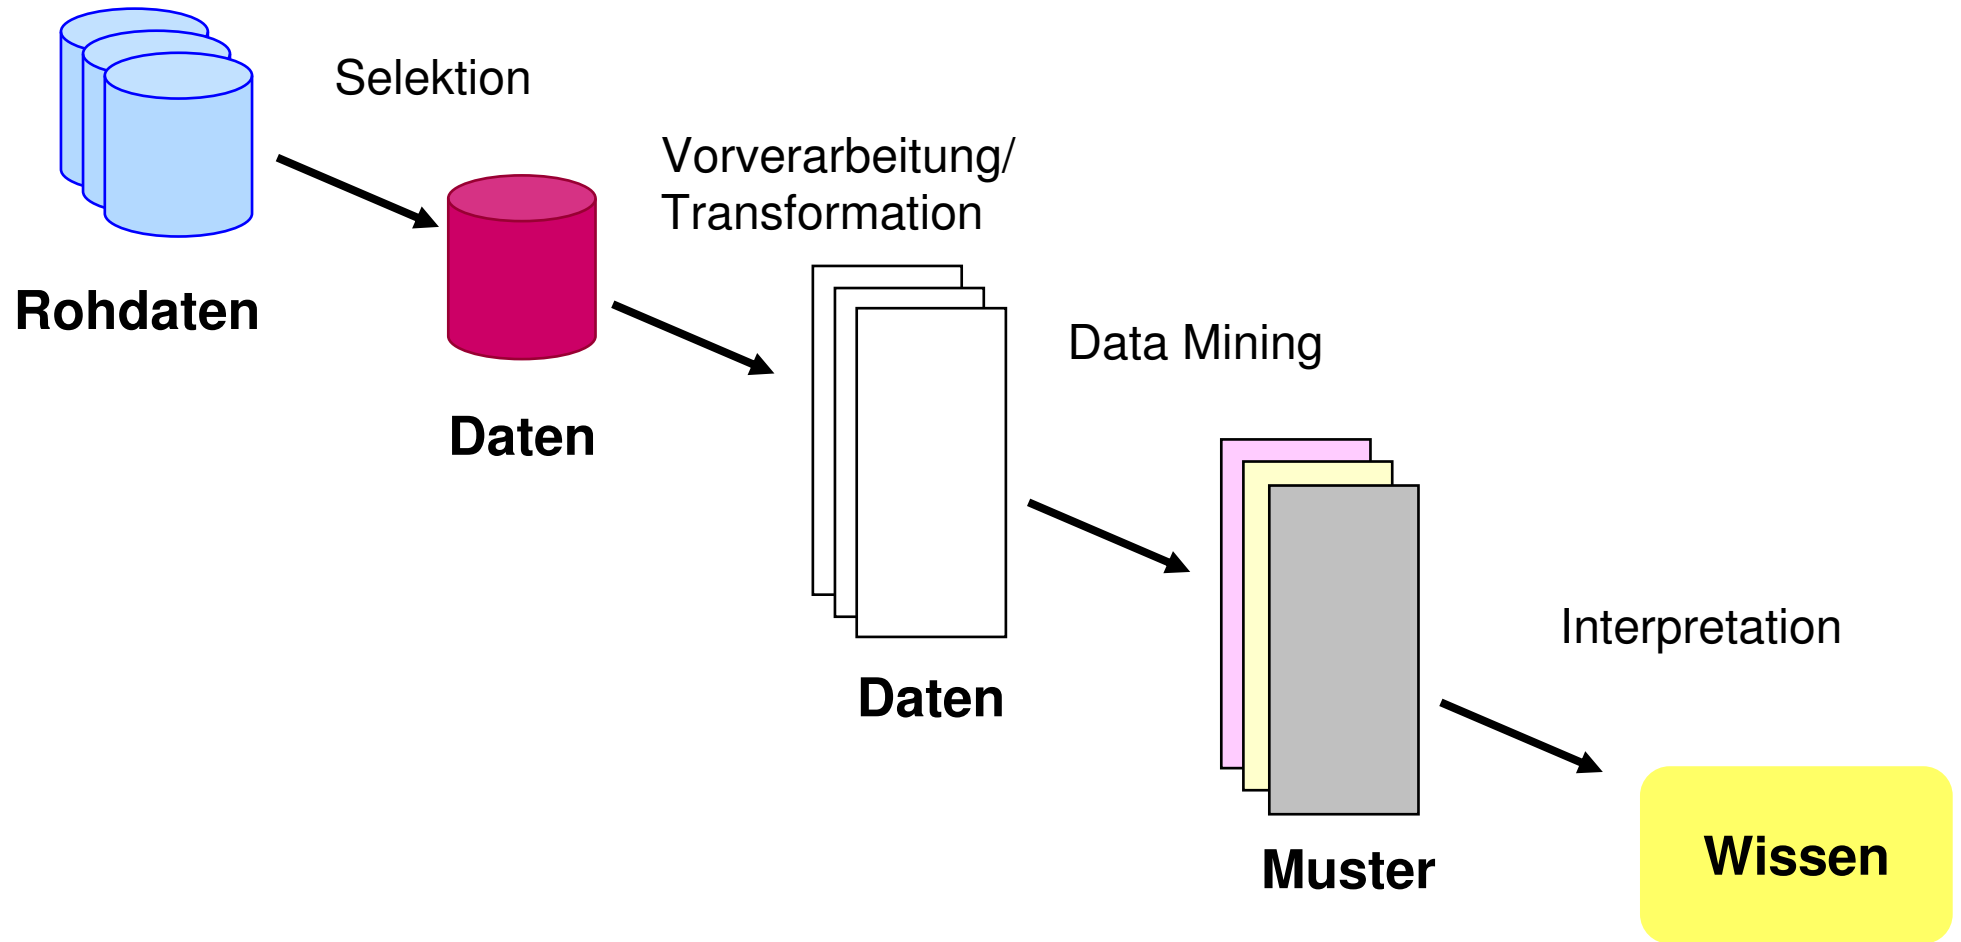 Selektion
Rohdaten
Vorverarbeitung/
Transformation
Daten
Data Mining
Daten
Interpretation
Muster
Wissen